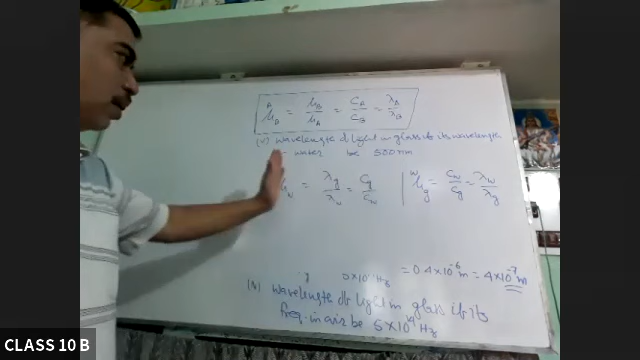 ᴬμ_B = μ_B/μ_A = C_A/C_B = λ_A/λ_B
(v) wavelength of light in glass if its wavelength
water be 500nm
μ_w = λ_g/λ_w = C_g/C_w | ʷμ_g = C_w/C_g = λ_w/λ_g
= 0.4×10⁻⁶m = 4×10⁻⁷m
(iv) wavelength of light in glass if its
freq. in air be 5×10¹⁴ Hz
CLASS 10 B